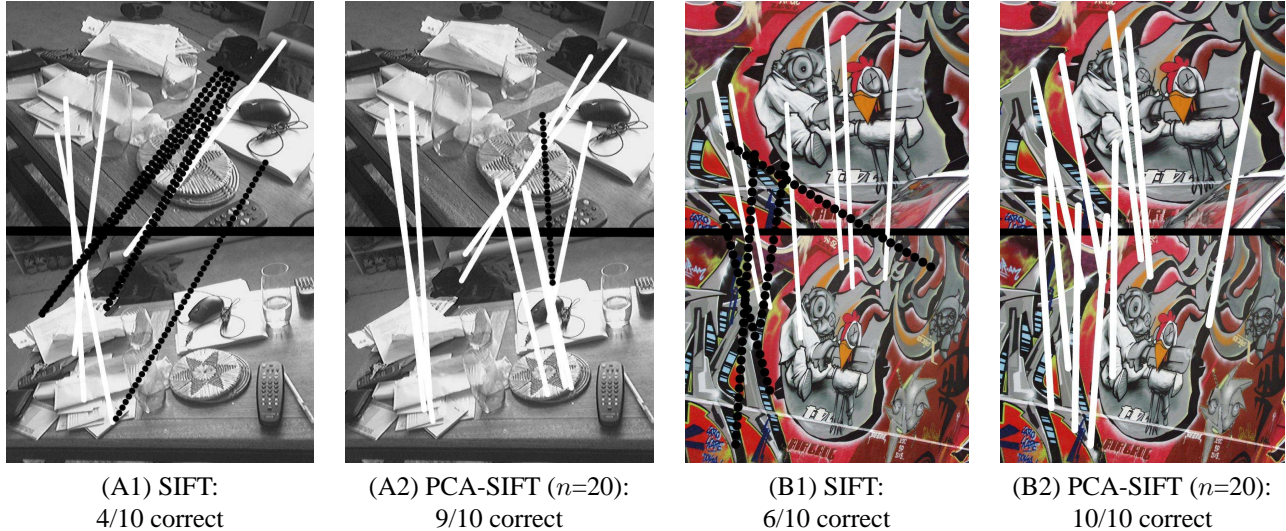 (A1) SIFT:
4/10 correct
(A2) PCA-SIFT (n=20):
9/10 correct
(B1) SIFT:
6/10 correct
(B2) PCA-SIFT (n=20):
10/10 correct